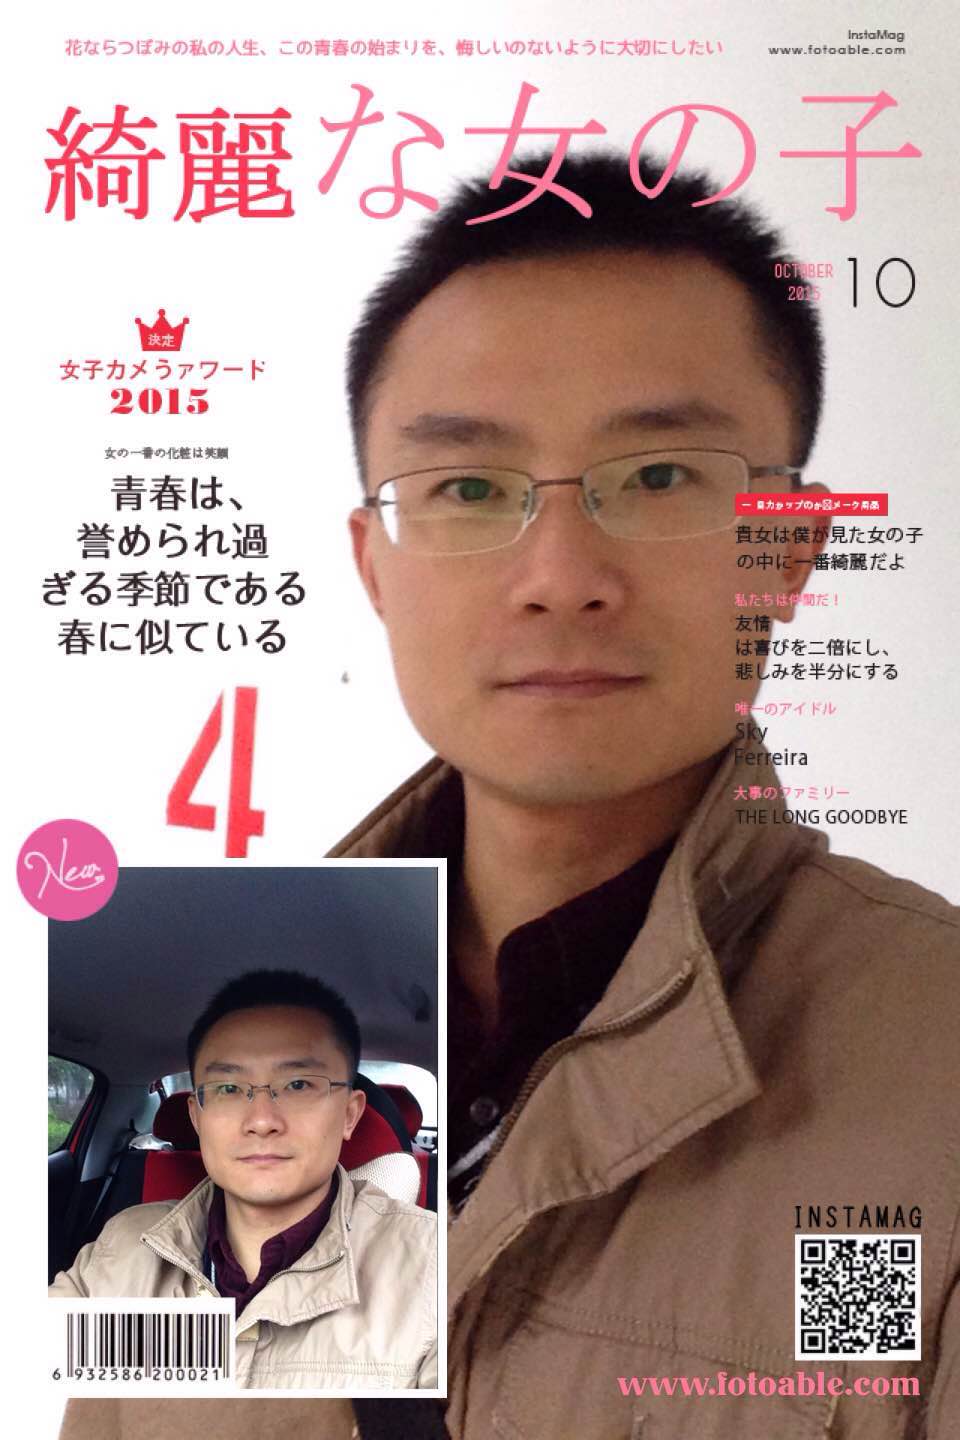 花ならつぼみの私の人生、この青春の始まりを、悔しいのないように大切にしたい
InstaMag
www.fotoable.com
綺麗な女の子
OCTOBER
2015
10
決定
女子カメうァワード
2015
女の一番の化粧は笑顔
青春は、
誉められ過
ぎる季節である
春に似ている
貴女は僕が見た女の子
の中に一番綺麗だよ
私たちは仲間だ！
友情
は喜びを二倍にし、
悲しみを半分にする
唯一のアイドル
Sky
Ferreira
大事のファミリー
THE LONG GOODBYE
4
4
New
INSTAMAG
6 932586 200021
www.fotoable.com